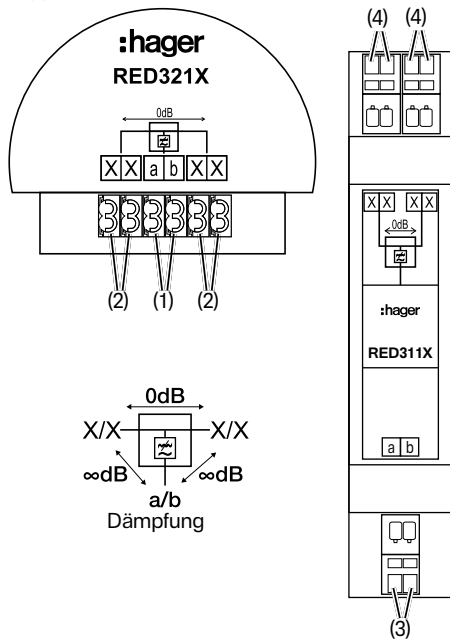 :hager
RED321X
0dB
X X a b X X
(2) (1) (2)
0dB
X/X X/X
∞dB ∞dB
a/b
Dämpfung
(4) (4)
X X X X
0dB
:hager
RED311X
a b
(3)